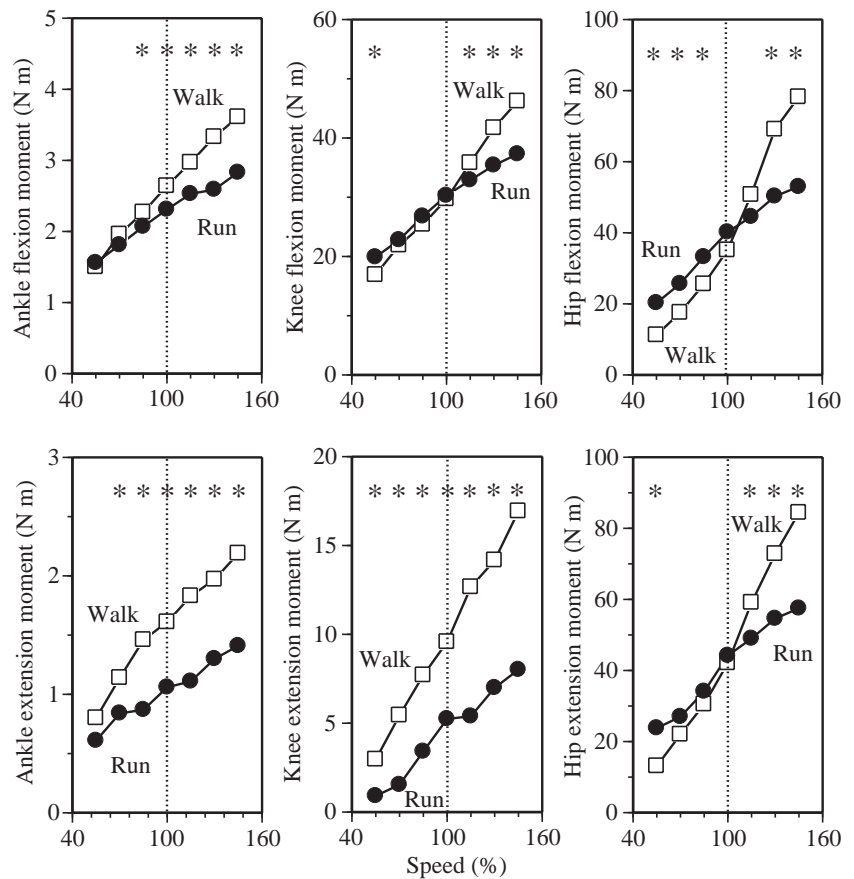 Ankle flexion moment (N m)
5
4
3
2
1
0
40
100
160
* * * * *
Walk
Run
Knee flexion moment (N m)
60
40
20
0
40
100
160
*
* * *
Walk
Run
Hip flexion moment (N m)
100
80
60
40
20
0
40
100
160
* * *
* *
Run
Walk
Ankle extension moment (N m)
3
2
1
0
40
100
160
* * * * * *
Walk
Run
Knee extension moment (N m)
20
15
10
5
0
40
100
160
* * * * * * *
Walk
Run
Speed (%)
Hip extension moment (N m)
100
80
60
40
20
0
40
100
160
*
* * *
Walk
Run